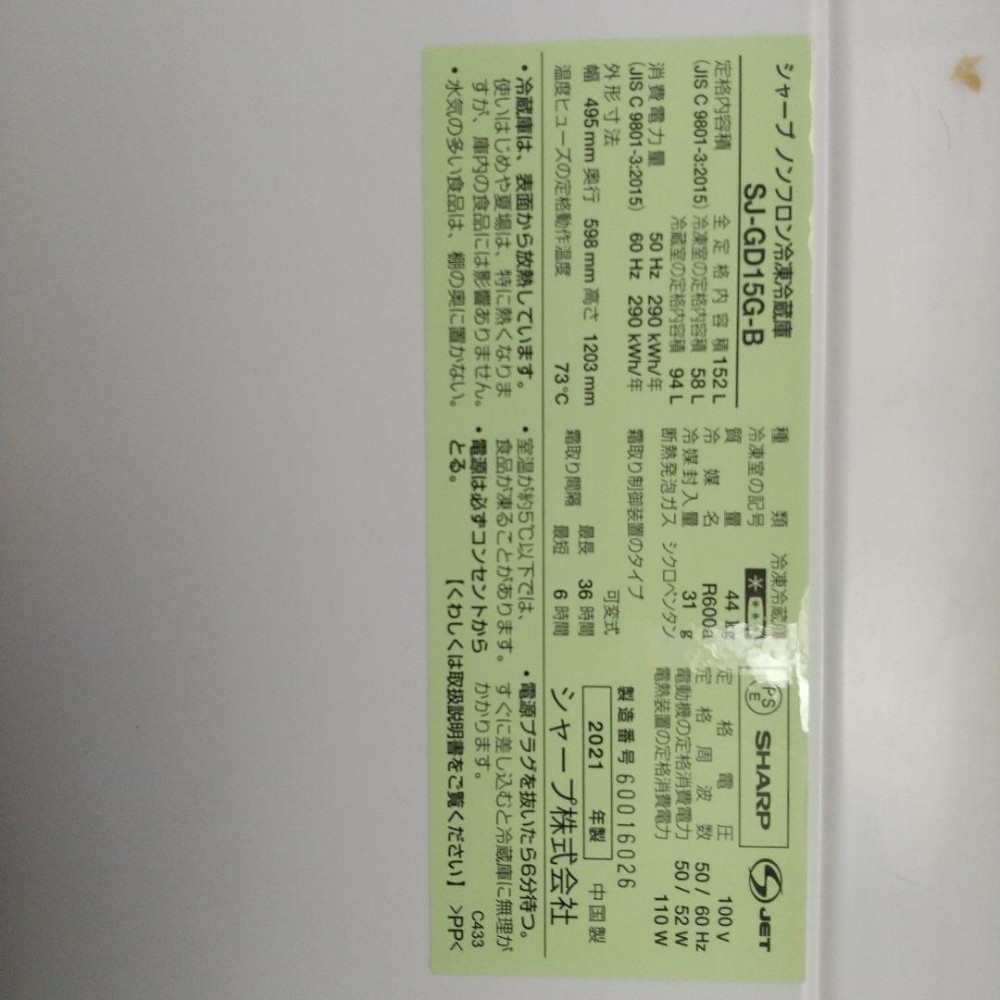 シャープ ノンフロン冷凍冷蔵庫
SJ-GD15G-B
定格内容積 全定格内容積 152 L
(JIS C 9801-3:2015) 冷凍室の定格内容積 58 L
冷蔵室の定格内容積 94 L
消費電力量 50 Hz 290 kWh/年
(JIS C 9801-3:2015) 60 Hz 290 kWh/年
外形寸法
幅 495 mm 奥行 598 mm 高さ 1203 mm
温度ヒューズの定格動作温度 73℃
種類 冷凍冷蔵庫
冷凍室の記号
質量 44 kg
冷媒名 R600a
冷媒封入量 31 g
断熱発泡ガス シクロペンタン
霜取り制御装置のタイプ
可変式
霜取り間隔 最長 36 時間
最短 6 時間
PS
E
SHARP
JET
定格電圧 100 V
定格周波数 50 / 60 Hz
電動機の定格消費電力 50 / 52 W
電熱装置の定格消費電力 110 W
製造番号 60016026
2021 年製 中国製
シャープ株式会社
・冷蔵庫は、表面から放熱しています。
使いはじめや夏場は、特に熱くなりま
すが、庫内の食品には影響ありません。
・水気の多い食品は、棚の奥に置かない。
・室温が約5℃以下では、
食品が凍ることがあります。
・電源は必ずコンセントから
とる。
・電源プラグを抜いたら6分待つ。
すぐに差し込むと冷蔵庫に無理が
かかります。
【くわしくは取扱説明書をご覧ください】 >PP<
C433